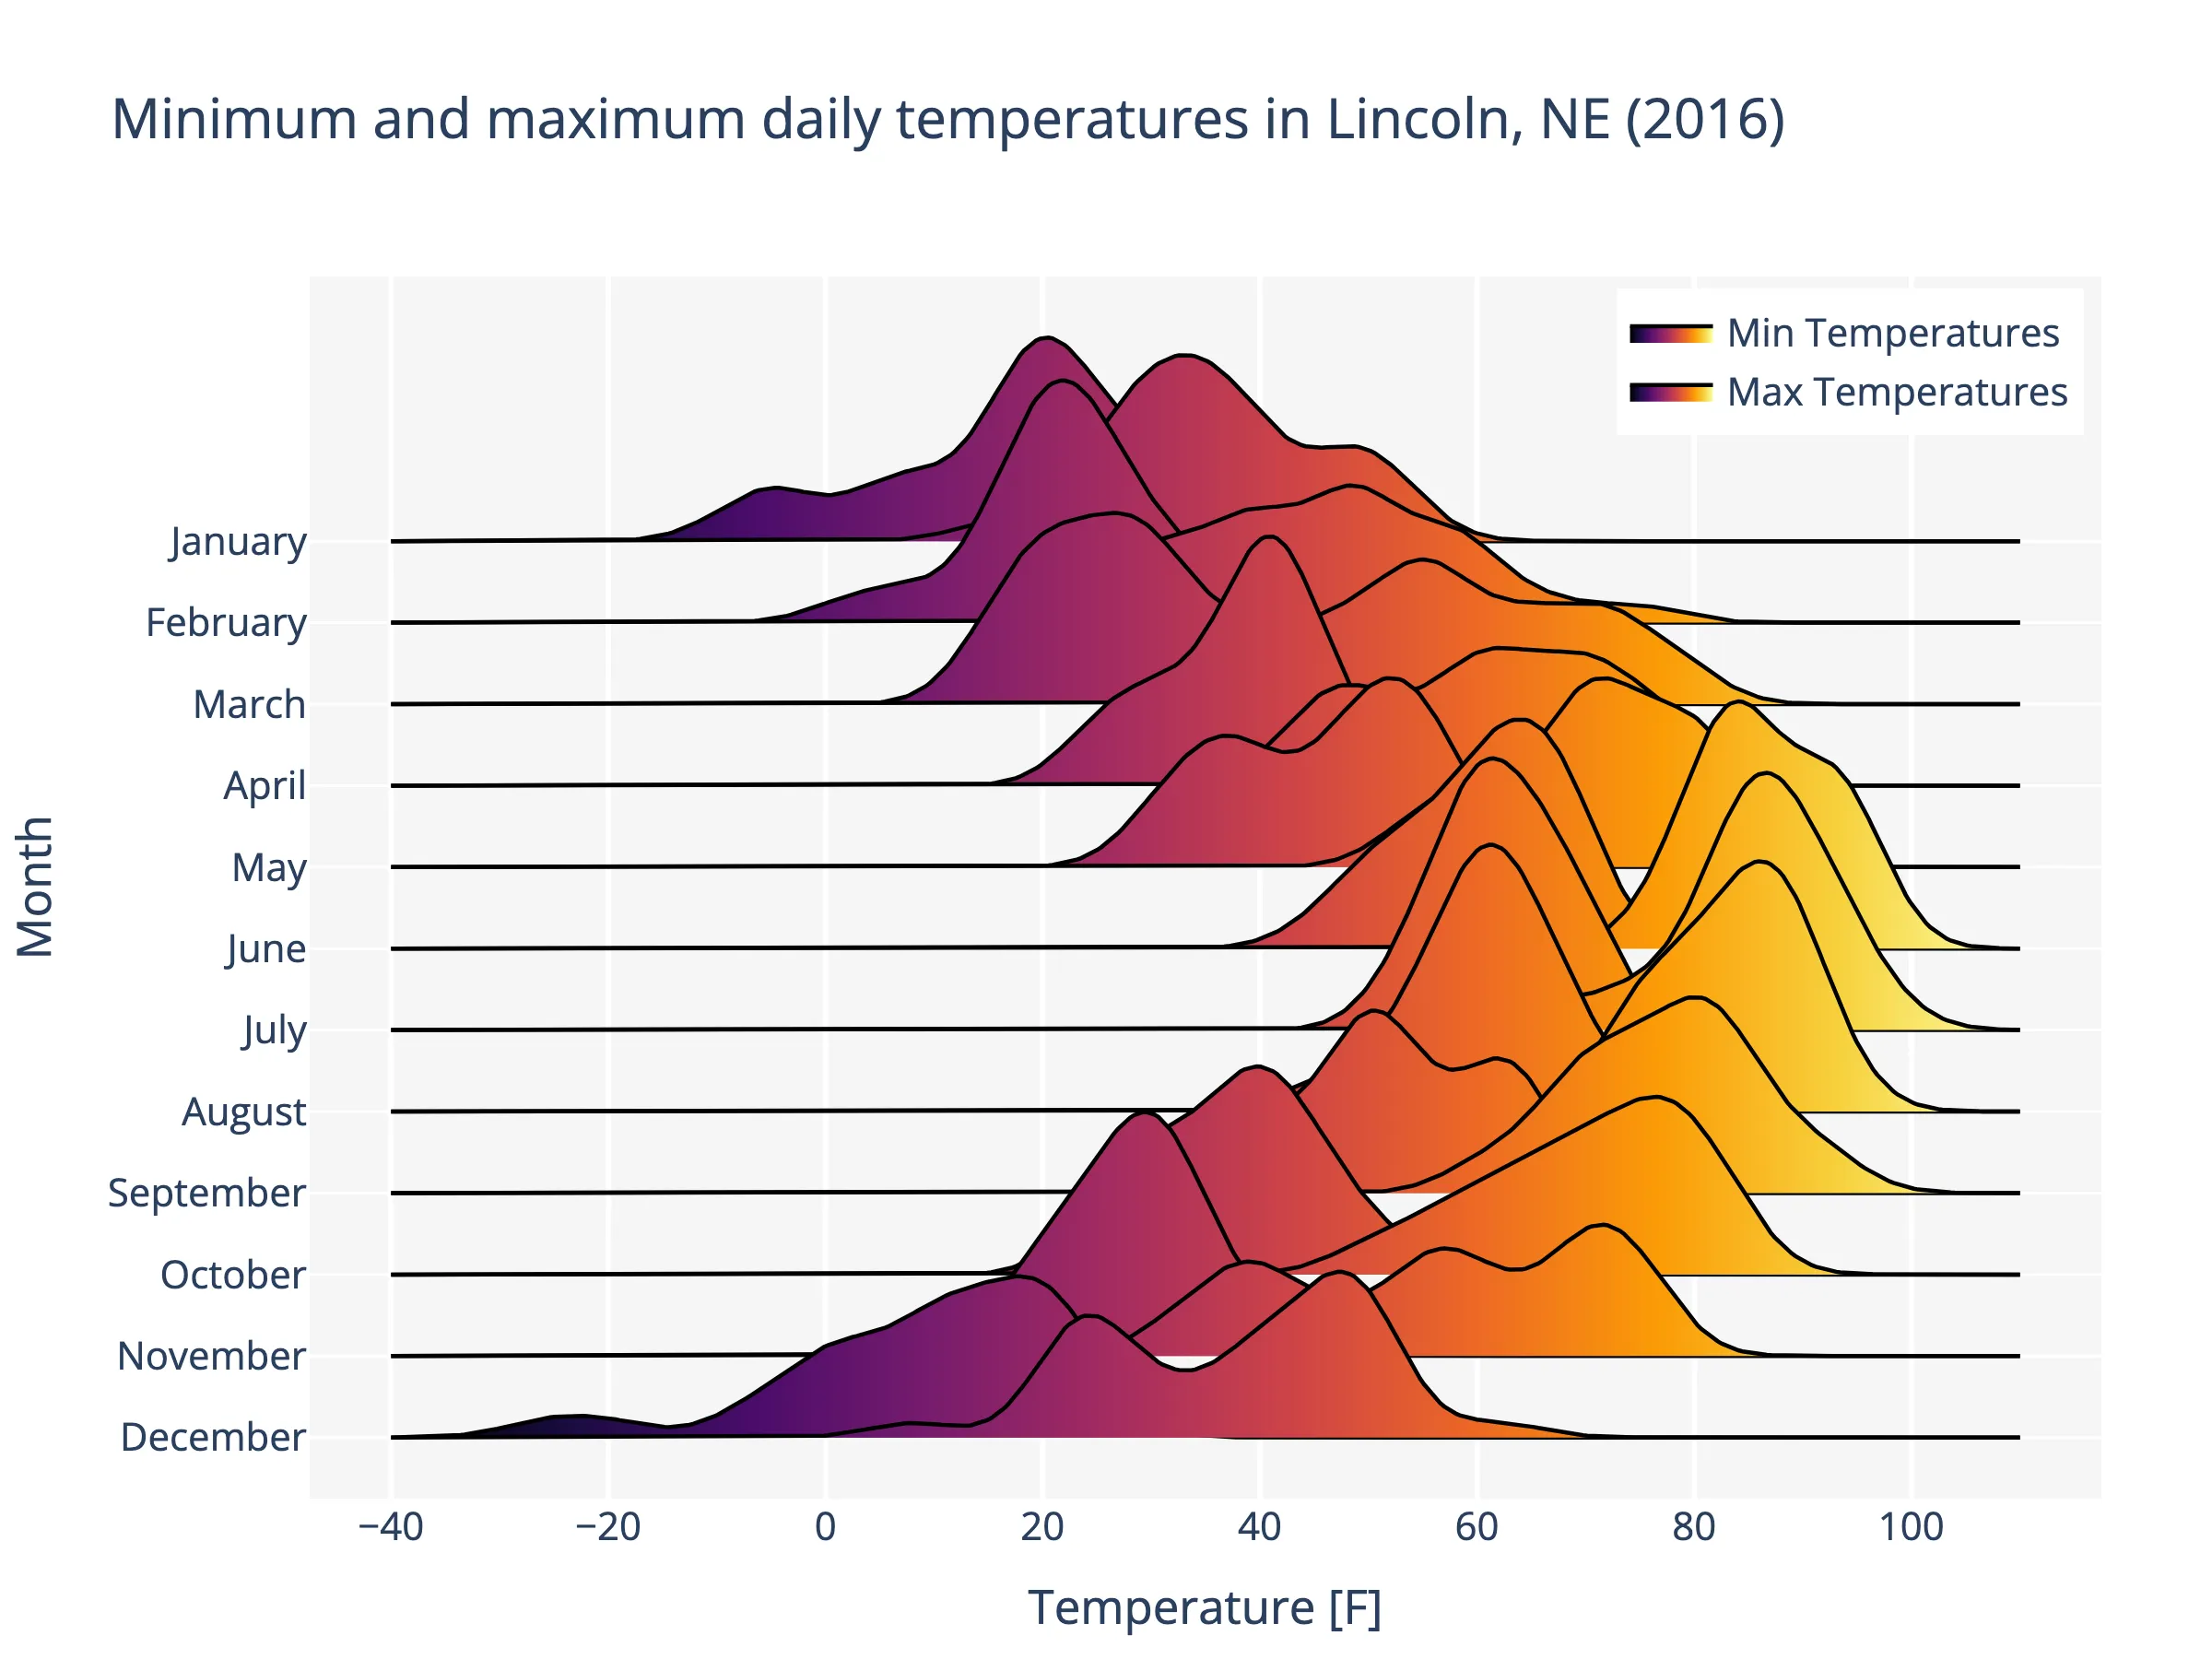 Minimum and maximum daily temperatures in Lincoln, NE (2016)
Min Temperatures
Max Temperatures
January
February
March
April
May
June
July
August
September
October
November
December
Month
−40 −20 0 20 40 60 80 100
Temperature [F]